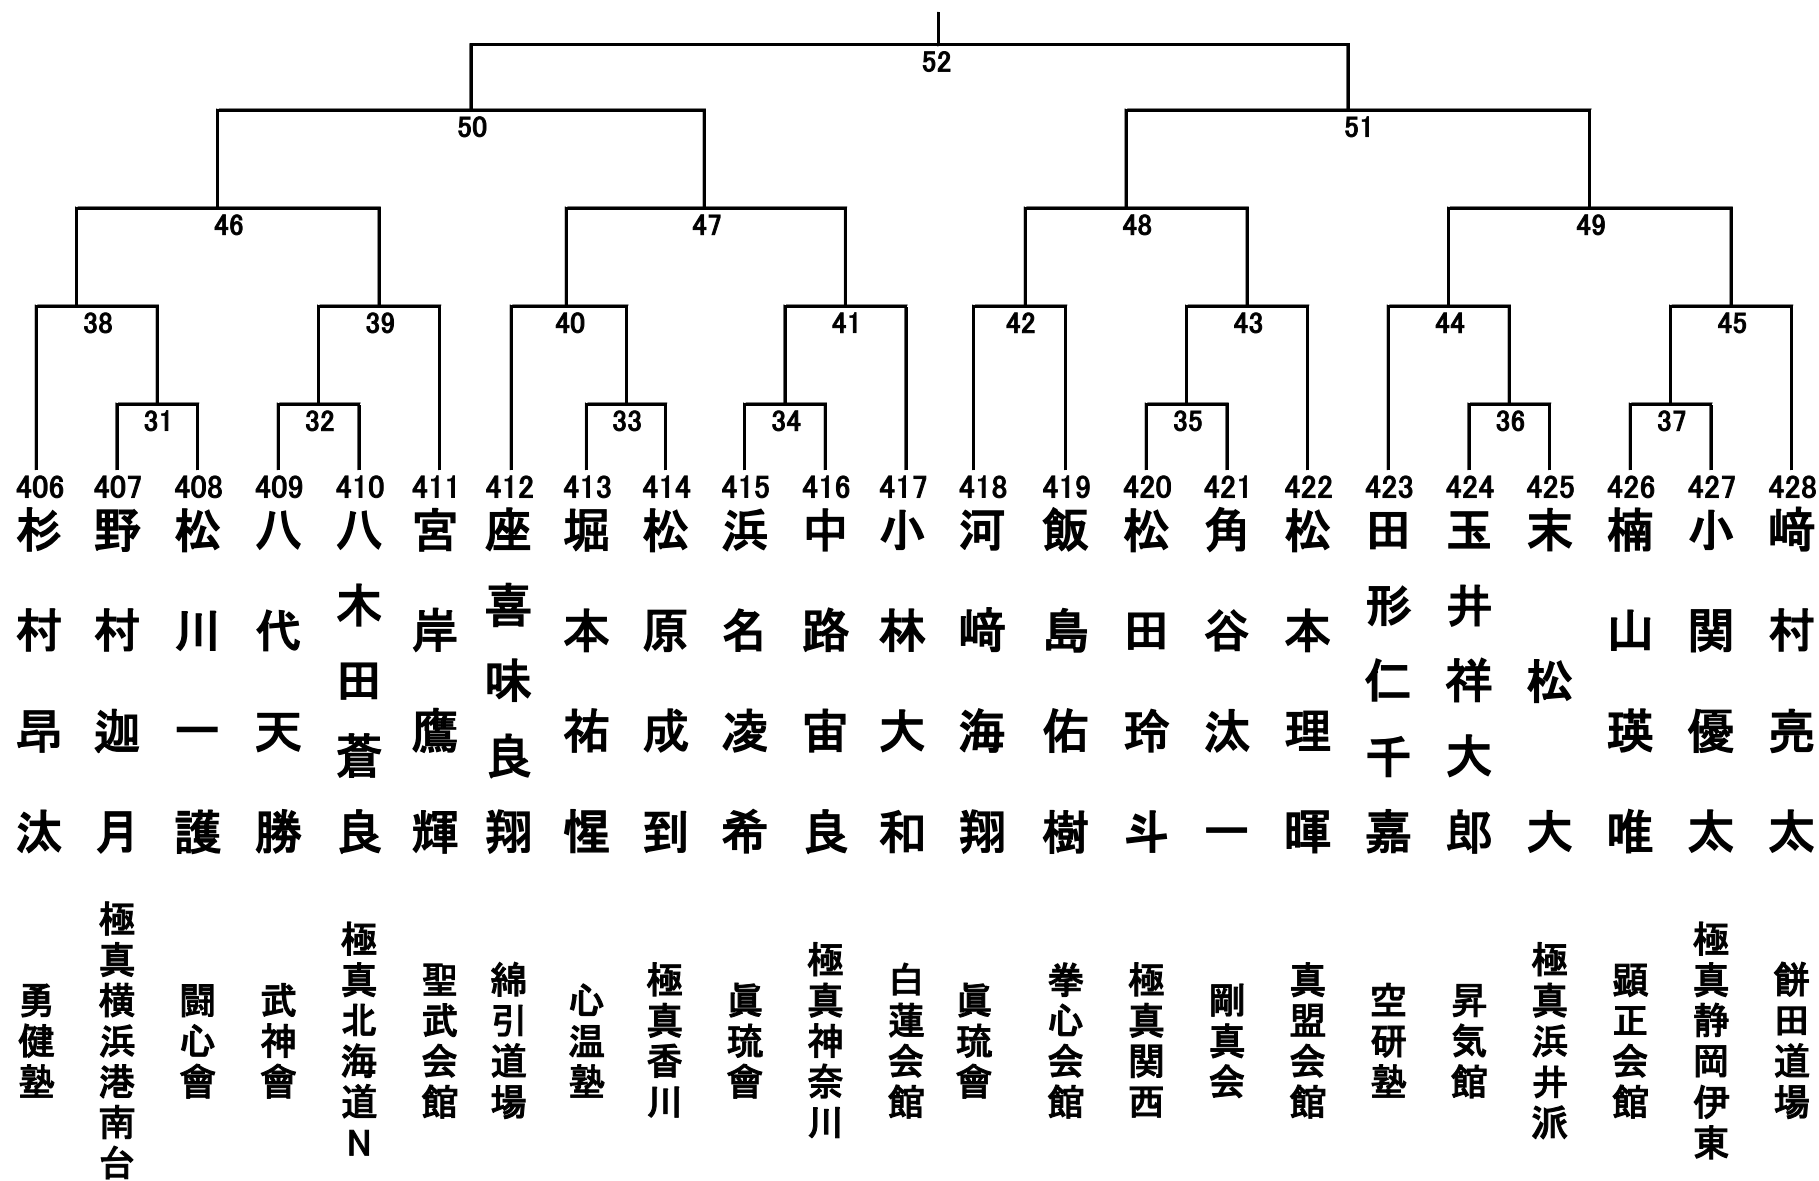 52
50
51
46
47
48
49
38
39
40
41
42
43
44
45
31
32
33
34
35
36
37
406
407
408
409
410
411
412
413
414
415
416
417
418
419
420
421
422
423
424
425
426
427
428
杉村昂汰
野村迦月
松川一護
八代天勝
八木田蒼良
宮岸鷹輝
座喜味良翔
堀本祐惺
松原成到
浜名凌希
中路宙良
小林大和
河﨑海翔
飯島佑樹
松田玲斗
角谷汰一
松本理暉
田形仁千嘉
玉井祥大郎
末松大
楠山瑛唯
小関優太
﨑村亮太
勇健塾
極真横浜港南台
闘心會
武神會
極真北海道N
聖武会館
綿引道場
心温塾
極真香川
眞琉會
極真神奈川
白蓮会館
眞琉會
拳心会館
極真関西
剛真会
真盟会館
空研塾
昇気館
極真浜井派
顕正会館
極真静岡伊東
餅田道場